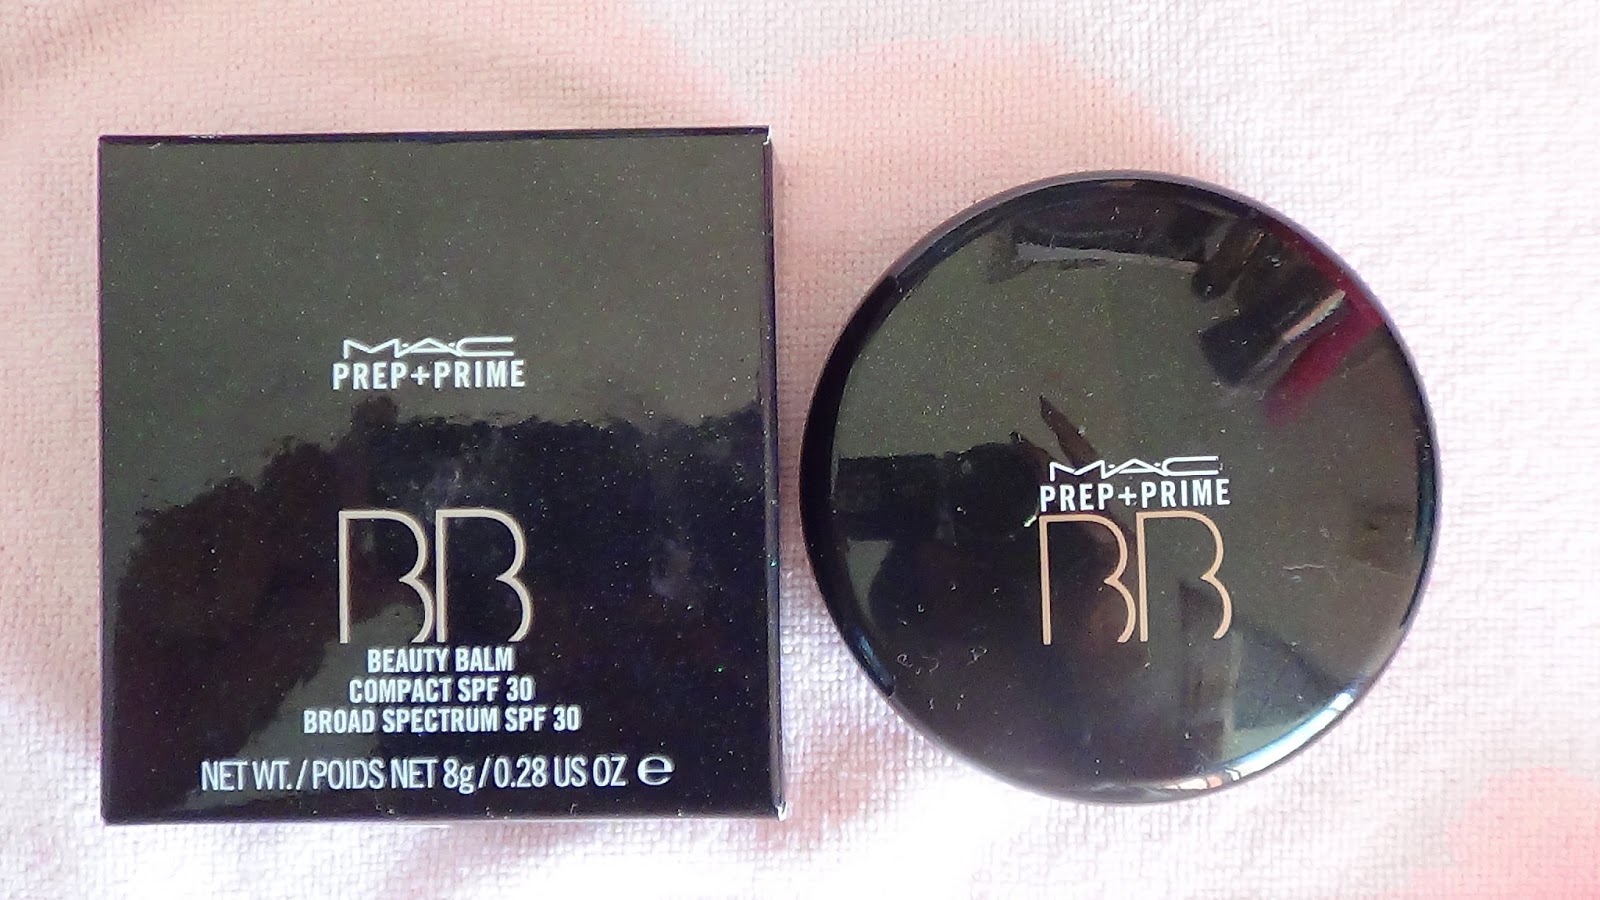 M·A·C
PREP+PRIME
BB
BEAUTY BALM
COMPACT SPF 30
BROAD SPECTRUM SPF 30
NET WT./POIDS NET 8g/0.28 US OZ ℮
M·A·C
PREP+PRIME
BB